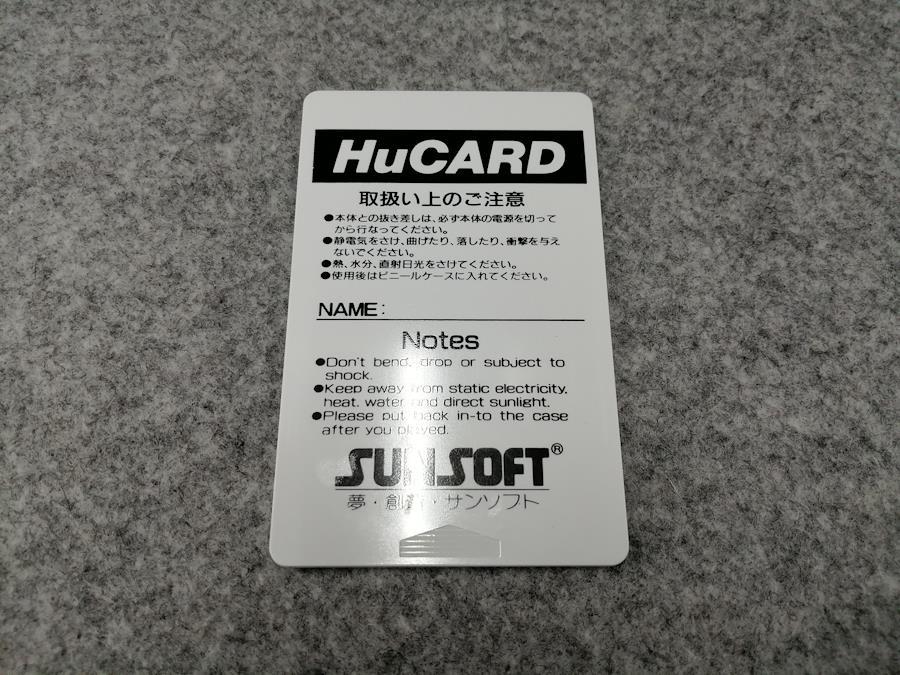 HuCARD
取扱い上のご注意
●本体との抜き差しは、必ず本体の電源を切って
から行なってください。
●静電気をさけ、曲げたり、落したり、衝撃を与え
ないでください。
●熱、水分、直射日光をさけてください。
●使用後はビニールケースに入れてください。
NAME:
Notes
●Don't bend, drop or subject to
shock.
●Keep away from static electricity,
heat, water and direct sunlight.
●Please put back in-to the case
after you played.
SUNSOFT®
夢・創造・サンソフト